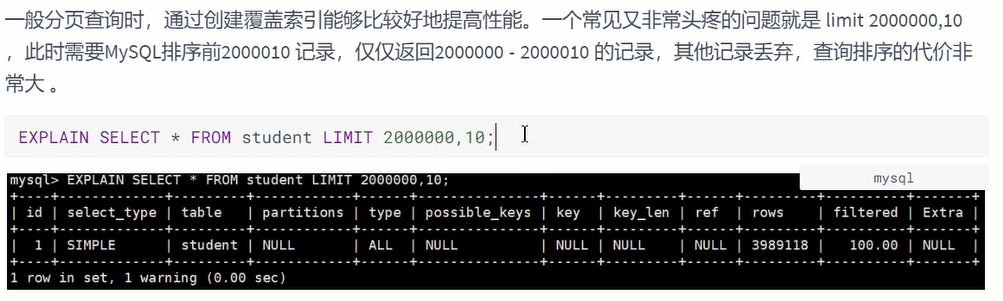 一般分页查询时，通过创建覆盖索引能够比较好地提高性能。一个常见又非常头疼的问题就是 limit 2000000,10
，此时需要MySQL排序前2000010 记录，仅仅返回2000000 - 2000010 的记录，其他记录丢弃，查询排序的代价非
常大 。
EXPLAIN SELECT * FROM student LIMIT 2000000,10;
mysql
mysql> EXPLAIN SELECT * FROM student LIMIT 2000000,10;
+----+-------------+---------+------------+------+---------------+------+---------+------+---------+----------+-------+
| id | select_type | table | partitions | type | possible_keys | key | key_len | ref | rows | filtered | Extra |
+----+-------------+---------+------------+------+---------------+------+---------+------+---------+----------+-------+
| 1 | SIMPLE | student | NULL | ALL | NULL | NULL | NULL | NULL | 3989118 | 100.00 | NULL |
+----+-------------+---------+------------+------+---------------+------+---------+------+---------+----------+-------+
1 row in set, 1 warning (0.00 sec)